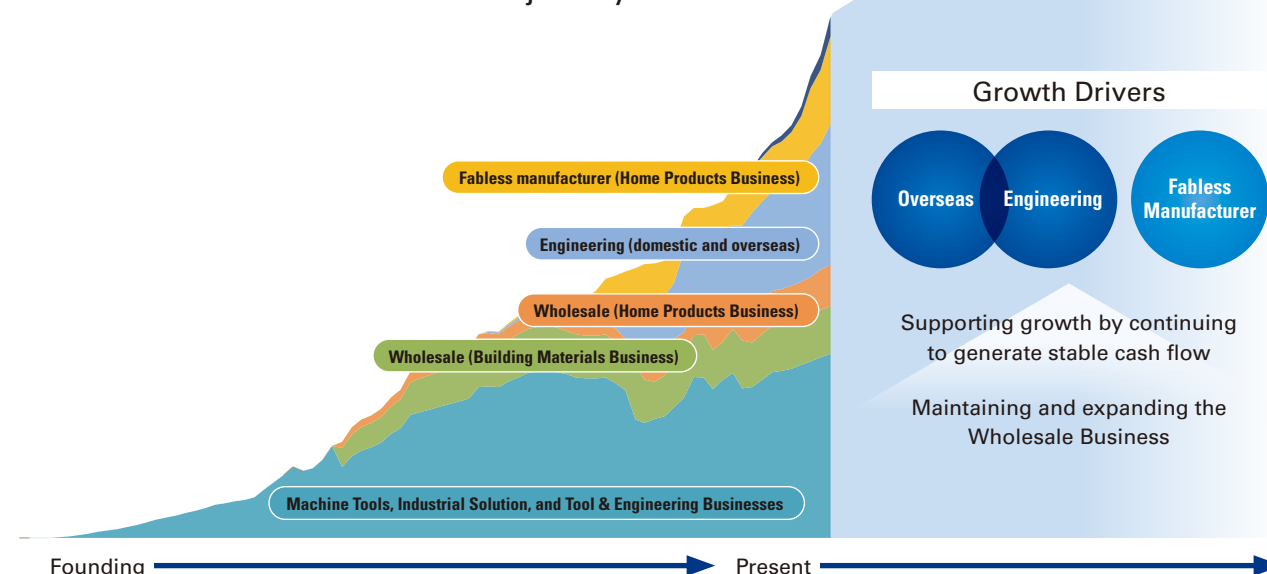 Growth Drivers
Fabless manufacturer (Home Products Business)
Overseas
Engineering
Fabless
Manufacturer
Engineering (domestic and overseas)
Wholesale (Home Products Business)
Supporting growth by continuing
to generate stable cash flow
Wholesale (Building Materials Business)
Maintaining and expanding the
Wholesale Business
Machine Tools, Industrial Solution, and Tool & Engineering Businesses
Founding
Present